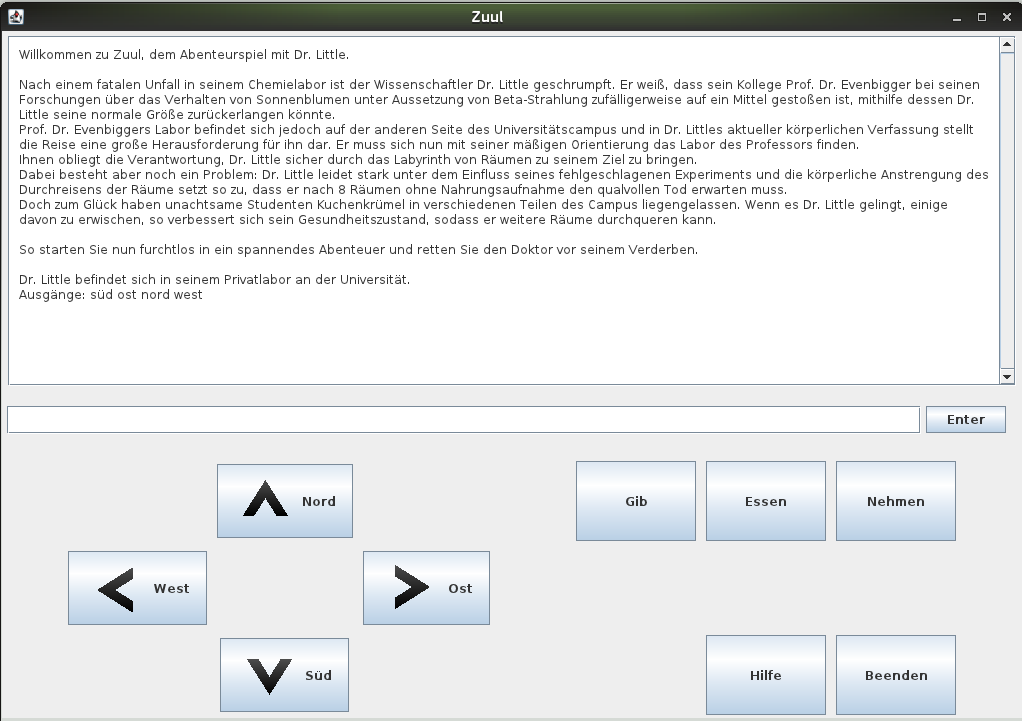 Zuul
Willkommen zu Zuul, dem Abenteurspiel mit Dr. Little.
Nach einem fatalen Unfall in seinem Chemielabor ist der Wissenschaftler Dr. Little geschrumpft. Er weiß, dass sein Kollege Prof. Dr. Evenbigger bei seinen
Forschungen über das Verhalten von Sonnenblumen unter Aussetzung von Beta-Strahlung zufälligerweise auf ein Mittel gestoßen ist, mithilfe dessen Dr.
Little seine normale Größe zurückerlangen könnte.
Prof. Dr. Evenbiggers Labor befindet sich jedoch auf der anderen Seite des Universitätscampus und in Dr. Littles aktueller körperlichen Verfassung stellt
die Reise eine große Herausforderung für ihn dar. Er muss sich nun mit seiner mäßigen Orientierung das Labor des Professors finden.
Ihnen obliegt die Verantwortung, Dr. Little sicher durch das Labyrinth von Räumen zu seinem Ziel zu bringen.
Dabei besteht aber noch ein Problem: Dr. Little leidet stark unter dem Einfluss seines fehlgeschlagenen Experiments und die körperliche Anstrengung des
Durchreisens der Räume setzt so zu, dass er nach 8 Räumen ohne Nahrungsaufnahme den qualvollen Tod erwarten muss.
Doch zum Glück haben unachtsame Studenten Kuchenkrümel in verschiedenen Teilen des Campus liegengelassen. Wenn es Dr. Little gelingt, einige
davon zu erwischen, so verbessert sich sein Gesundheitszustand, sodass er weitere Räume durchqueren kann.
So starten Sie nun furchtlos in ein spannendes Abenteuer und retten Sie den Doktor vor seinem Verderben.
Dr. Little befindet sich in seinem Privatlabor an der Universität.
Ausgänge: süd ost nord west
Enter
Nord
Gib
Essen
Nehmen
West
Ost
Süd
Hilfe
Beenden